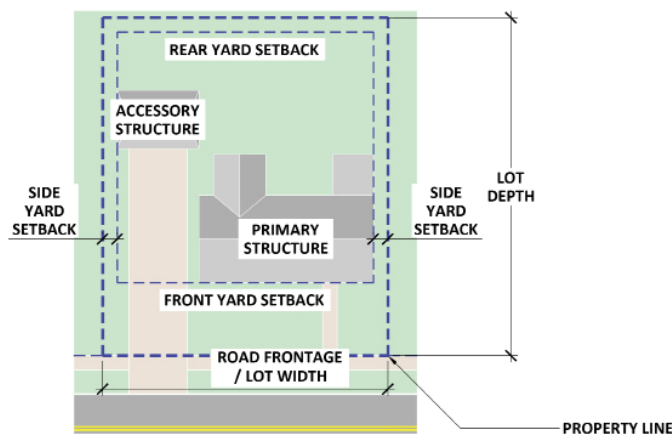 REAR YARD SETBACK
ACCESSORY
STRUCTURE
LOT
DEPTH
SIDE
YARD
SETBACK
PRIMARY
STRUCTURE
SIDE
YARD
SETBACK
FRONT YARD SETBACK
ROAD FRONTAGE
/ LOT WIDTH
PROPERTY LINE